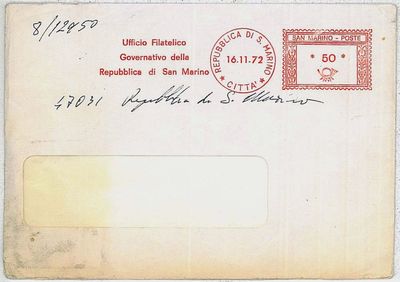 8/12950
Ufficio Filatelico
Governativo della
Repubblica di San Marino
REPUBBLICA DI S. MARINO
16.11.72
* CITTA' *
SAN MARINO - POSTE
* 50 *
47031 Repubblica di S. Marino